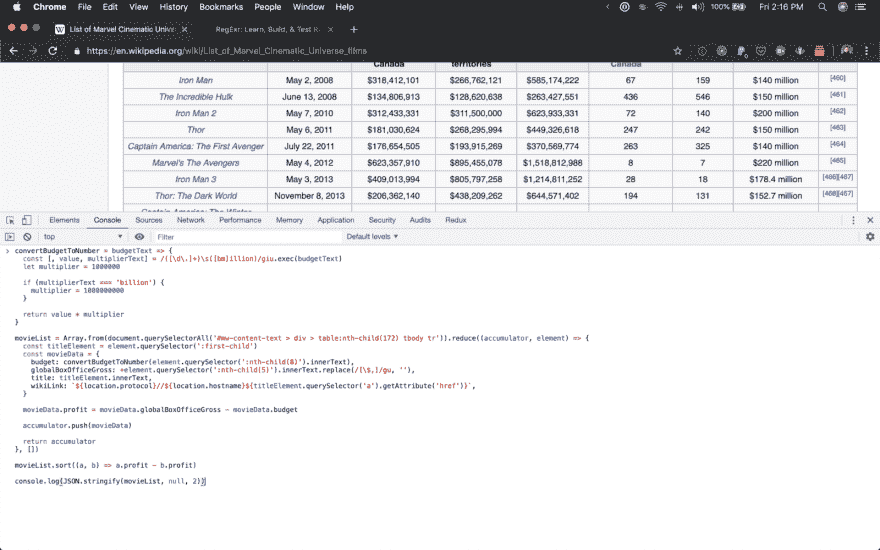 Chrome File Edit View History Bookmarks People Window Help 100% Fri 2:16 PM
List of Marvel Cinematic Unive
RegExr: Learn, Build, & Test R
https://en.wikipedia.org/wiki/List_of_Marvel_Cinematic_Universe_films
Canada territories Canada
Iron Man May 2, 2008 $318,412,101 $266,762,121 $585,174,222 67 159 $140 million [460]
The Incredible Hulk June 13, 2008 $134,806,913 $128,620,638 $263,427,551 436 546 $150 million [461]
Iron Man 2 May 7, 2010 $312,433,331 $311,500,000 $623,933,331 72 140 $200 million [462]
Thor May 6, 2011 $181,030,624 $268,295,994 $449,326,618 247 242 $150 million [463]
Captain America: The First Avenger July 22, 2011 $176,654,505 $193,915,269 $370,569,774 263 325 $140 million [464]
Marvel's The Avengers May 4, 2012 $623,357,910 $895,455,078 $1,518,812,988 8 7 $220 million [465]
Iron Man 3 May 3, 2013 $409,013,994 $805,797,258 $1,214,811,252 28 18 $178.4 million [466][467]
Thor: The Dark World November 8, 2013 $206,362,140 $438,209,262 $644,571,402 194 131 $152.7 million [467]
Captain America: The Winter
Elements Console Sources Network Performance Memory Application Security Audits Redux
top Filter Default levels ▼
convertBudgetToNumber = budgetText => {
const [, value, multiplierText] = /([\d\.]+)\s([bm]illion)/giu.exec(budgetText)
let multiplier = 1000000
if (multiplierText === 'billion') {
multiplier = 1000000000
}
return value * multiplier
}
movieList = Array.from(document.querySelectorAll('#mw-content-text > div > table:nth-child(172) tbody tr')).reduce((accumulator, element) => {
const titleElement = element.querySelector(':first-child')
const movieData = {
budget: convertBudgetToNumber(element.querySelector(':nth-child(8)').innerText),
globalBoxOfficeGross: +element.querySelector(':nth-child(5)').innerText.replace(/[\$,]/gu, ''),
title: titleElement.innerText,
wikiLink: `${location.protocol}//${location.hostname}${titleElement.querySelector('a').getAttribute('href')}`,
}
movieData.profit = movieData.globalBoxOfficeGross - movieData.budget
accumulator.push(movieData)
return accumulator
}, [])
movieList.sort((a, b) => a.profit - b.profit)
console.log(JSON.stringify(movieList, null, 2))